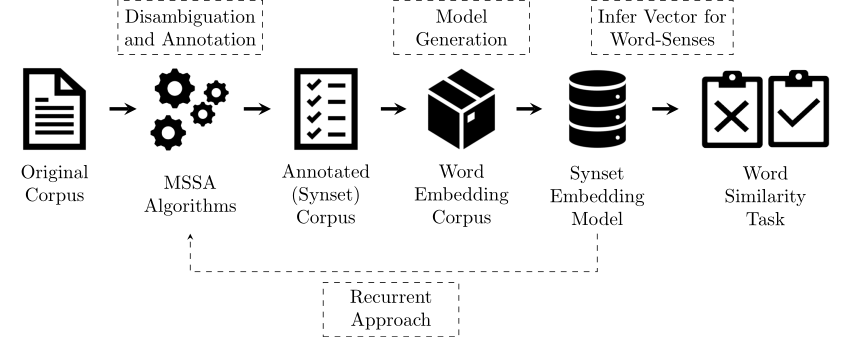 Disambiguation
and Annotation
Model
Generation
Infer Vector for
Word-Senses
Original
Corpus
MSSA
Algorithms
Annotated
(Synset)
Corpus
Word
Embedding
Corpus
Synset
Embedding
Model
Word
Similarity
Task
Recurrent
Approach